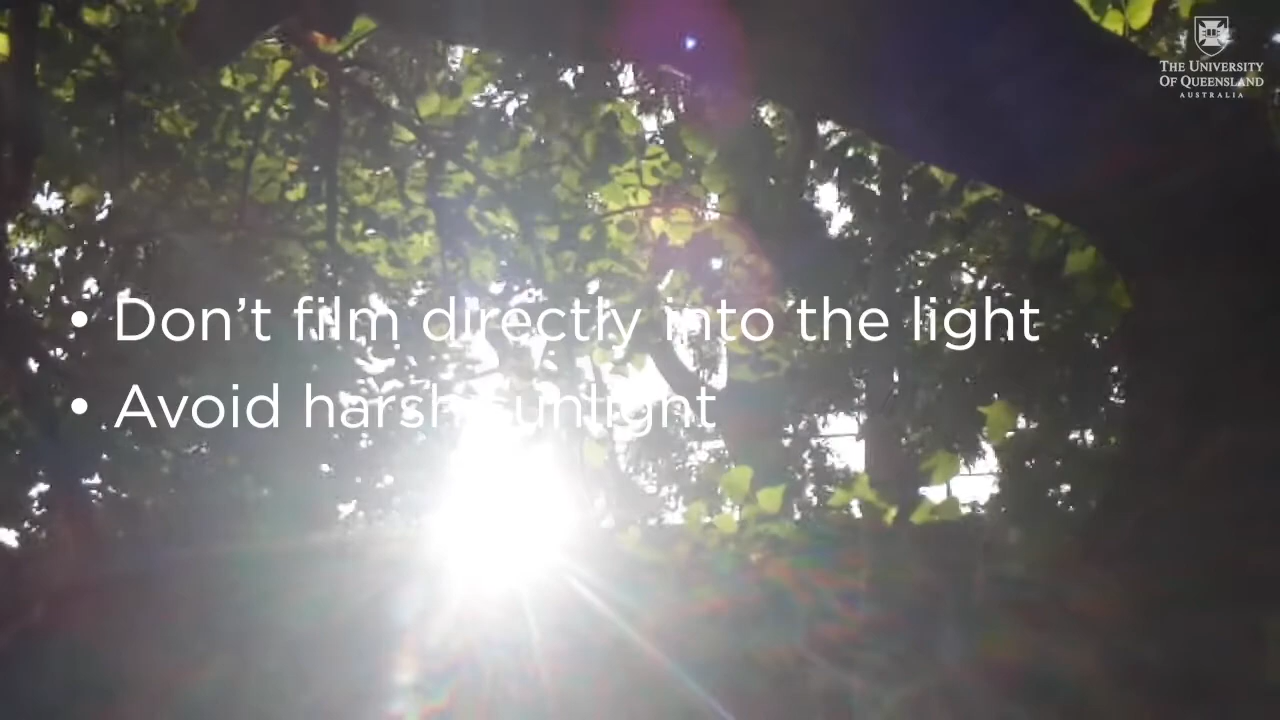 THE UNIVERSITY
OF QUEENSLAND
AUSTRALIA
• Don't film directly into the light
• Avoid harsh sunlight